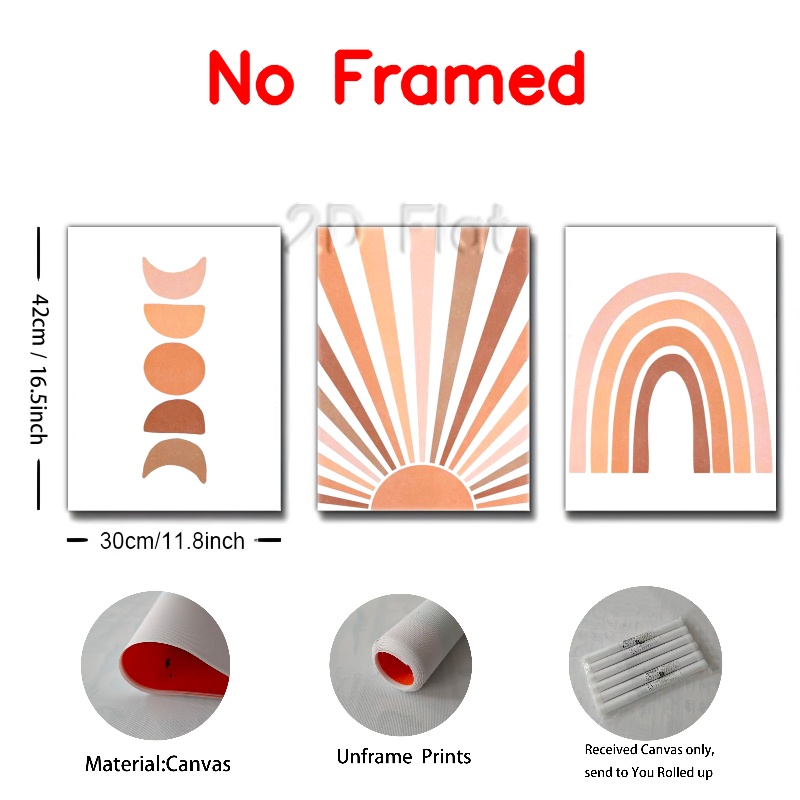 No Framed
2D Flat
42cm / 16.5inch
30cm/11.8inch
Material:Canvas
Unframe Prints
Received Canvas only,
send to You Rolled up